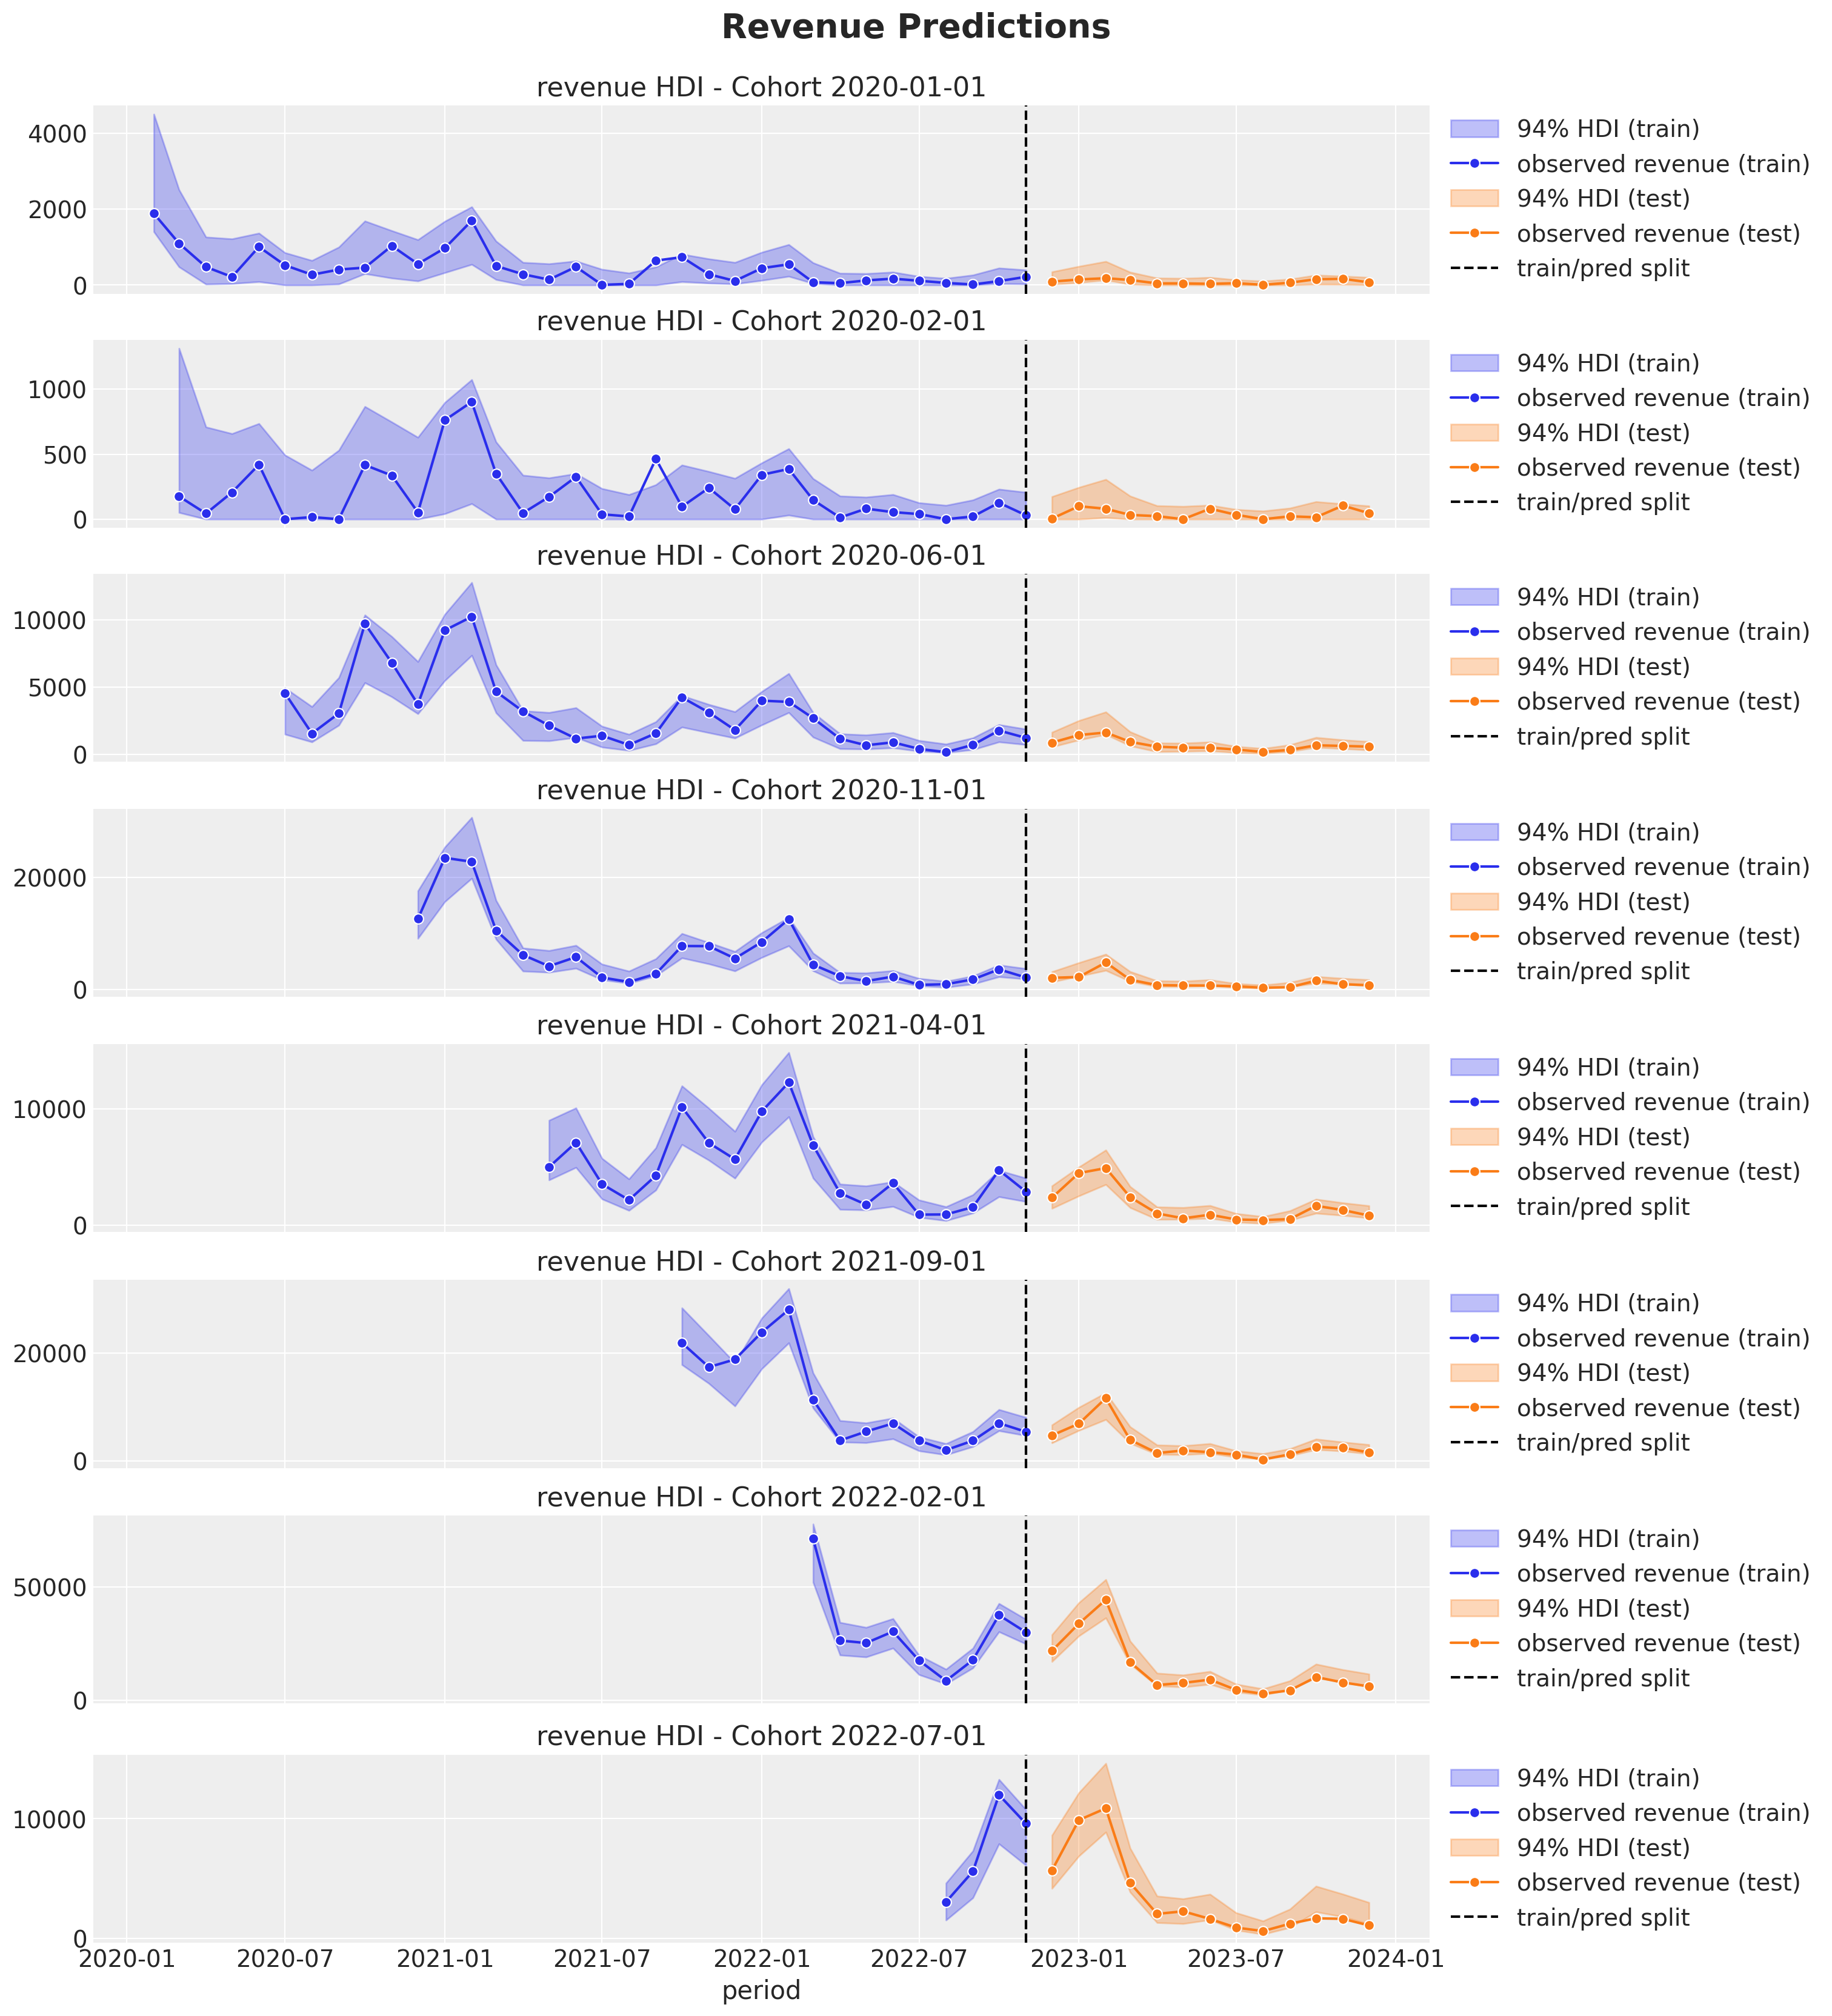 Revenue Predictions
revenue HDI - Cohort 2020-01-01
4000
2000
0
94% HDI (train)
observed revenue (train)
94% HDI (test)
observed revenue (test)
train/pred split
revenue HDI - Cohort 2020-02-01
1000
500
0
94% HDI (train)
observed revenue (train)
94% HDI (test)
observed revenue (test)
train/pred split
revenue HDI - Cohort 2020-06-01
10000
5000
0
94% HDI (train)
observed revenue (train)
94% HDI (test)
observed revenue (test)
train/pred split
revenue HDI - Cohort 2020-11-01
20000
0
94% HDI (train)
observed revenue (train)
94% HDI (test)
observed revenue (test)
train/pred split
revenue HDI - Cohort 2021-04-01
10000
0
94% HDI (train)
observed revenue (train)
94% HDI (test)
observed revenue (test)
train/pred split
revenue HDI - Cohort 2021-09-01
20000
0
94% HDI (train)
observed revenue (train)
94% HDI (test)
observed revenue (test)
train/pred split
revenue HDI - Cohort 2022-02-01
50000
0
94% HDI (train)
observed revenue (train)
94% HDI (test)
observed revenue (test)
train/pred split
revenue HDI - Cohort 2022-07-01
10000
0
94% HDI (train)
observed revenue (train)
94% HDI (test)
observed revenue (test)
train/pred split
2020-01 2020-07 2021-01 2021-07 2022-01 2022-07 2023-01 2023-07 2024-01
period